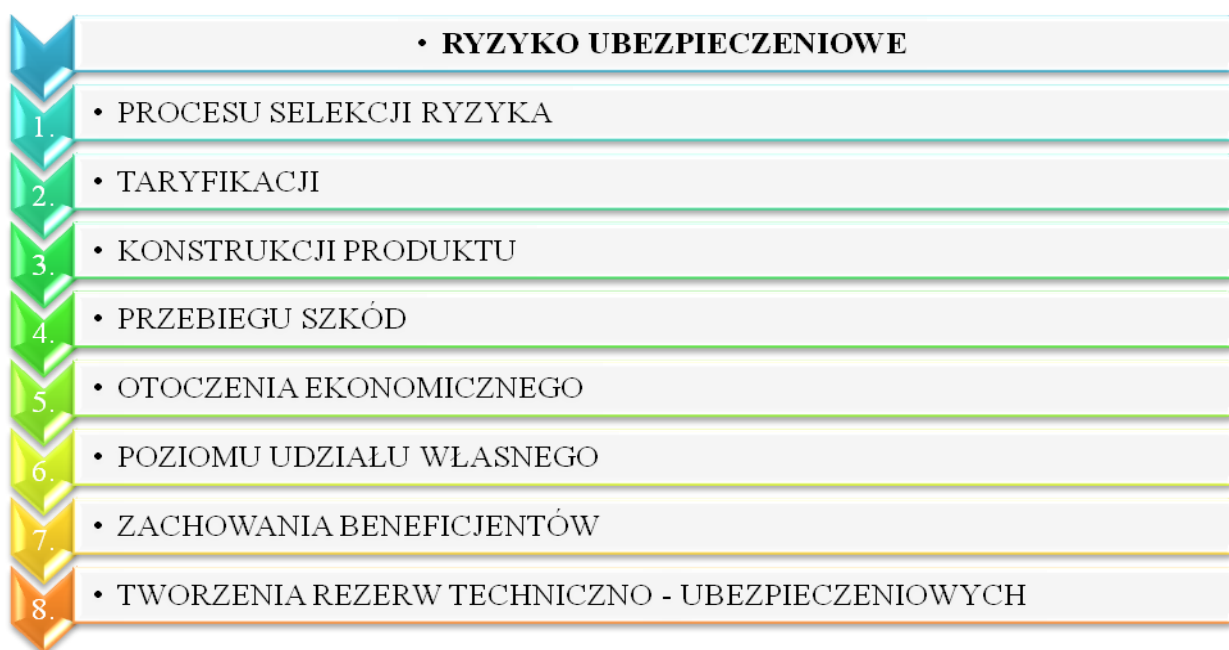 • RYZYKO UBEZPIECZENIOWE
1. • PROCESU SELEKCJI RYZYKA
2. • TARYFIKACJI
3. • KONSTRUKCJI PRODUKTU
4. • PRZEBIEGU SZKÓD
5. • OTOCZENIA EKONOMICZNEGO
6. • POZIOMU UDZIAŁU WŁASNEGO
7. • ZACHOWANIA BENEFICJENTÓW
8. • TWORZENIA REZERW TECHNICZNO - UBEZPIECZENIOWYCH